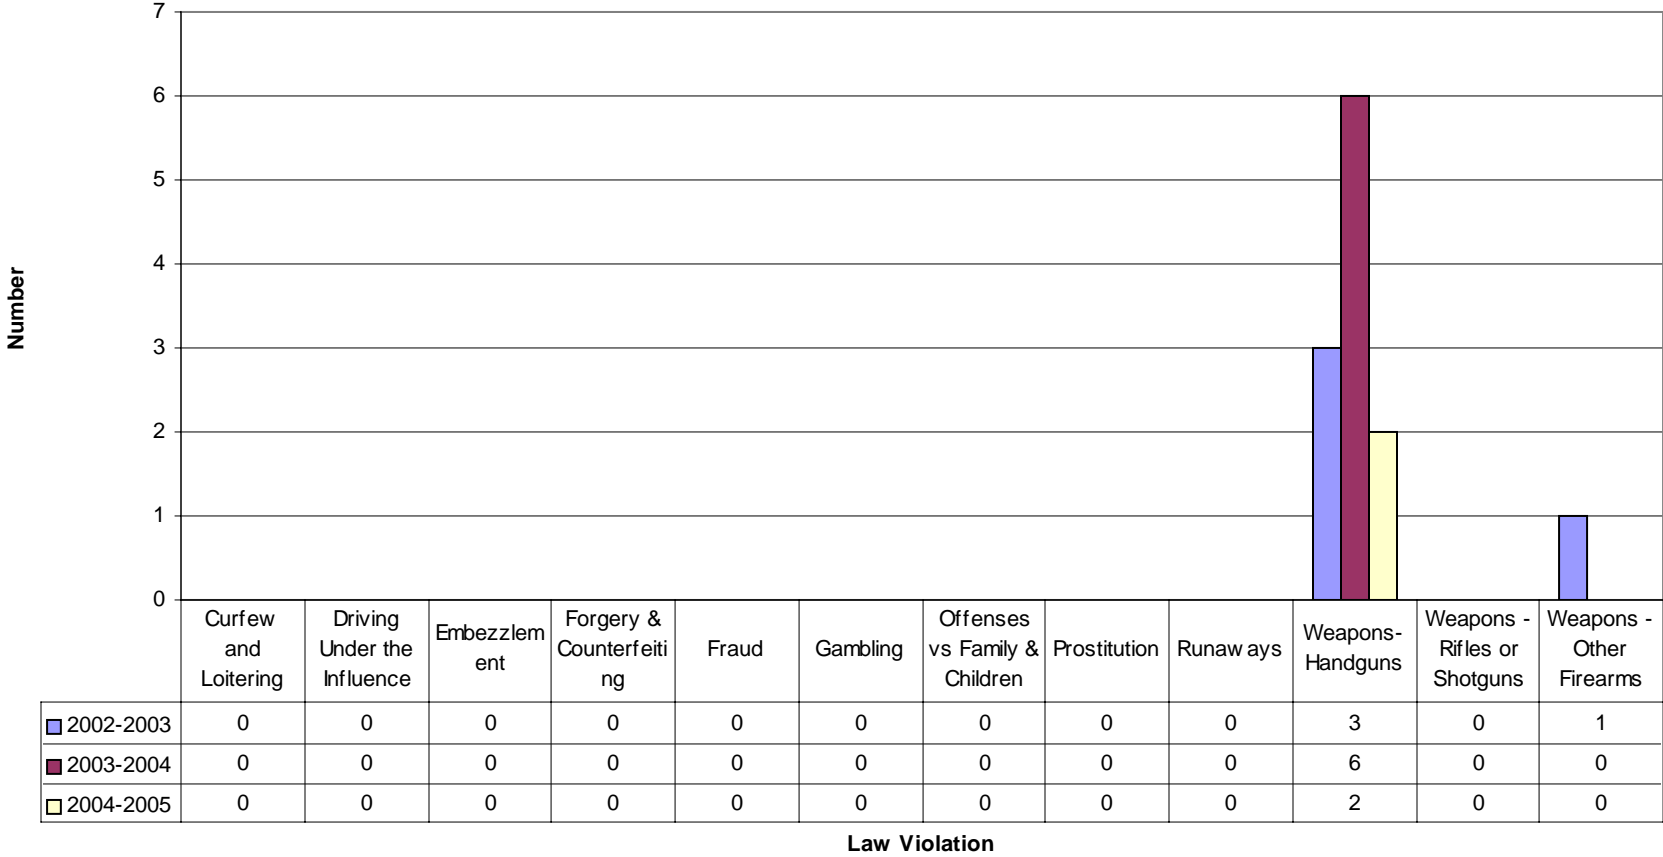 7
6
5
4
3
2
1
0
Number
Curfew and Loitering
Driving Under the Influence
Embezzlem ent
Forgery & Counterfeiti ng
Fraud
Gambling
Offenses vs Family & Children
Prostitution
Runaways
Weapons- Handguns
Weapons - Rifles or Shotguns
Weapons - Other Firearms
2002-2003 0 0 0 0 0 0 0 0 0 3 0 1
2003-2004 0 0 0 0 0 0 0 0 0 6 0 0
2004-2005 0 0 0 0 0 0 0 0 0 2 0 0
Law Violation